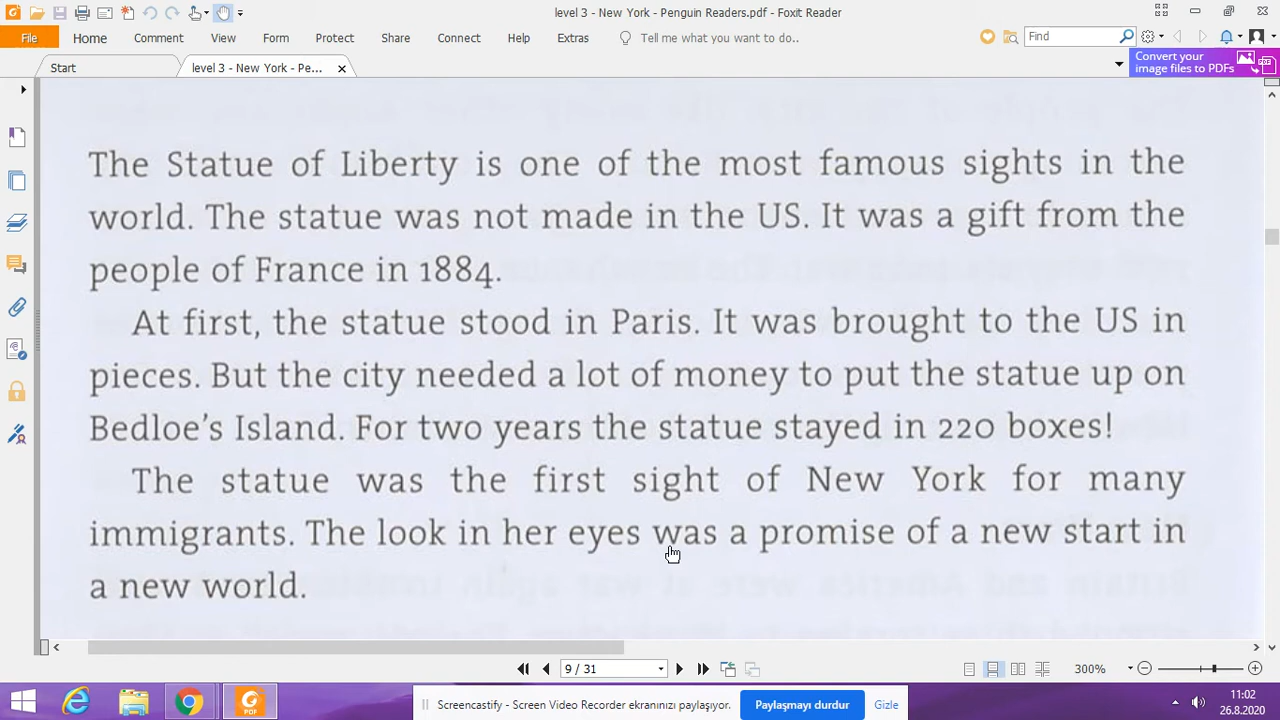 level 3 - New York - Penguin Readers.pdf - Foxit Reader
File Home Comment View Form Protect Share Connect Help Extras Tell me what you want to do.. Find
Start level 3 - New York - Pe... Convert your
image files to PDFs
The Statue of Liberty is one of the most famous sights in the
world. The statue was not made in the US. It was a gift from the
people of France in 1884.
At first, the statue stood in Paris. It was brought to the US in
pieces. But the city needed a lot of money to put the statue up on
Bedloe's Island. For two years the statue stayed in 220 boxes!
The statue was the first sight of New York for many
immigrants. The look in her eyes was a promise of a new start in
a new world.
9 / 31 300%
Screencastify - Screen Video Recorder ekranınızı paylaşıyor. Paylaşmayı durdur Gizle
11:02
26.8.2020